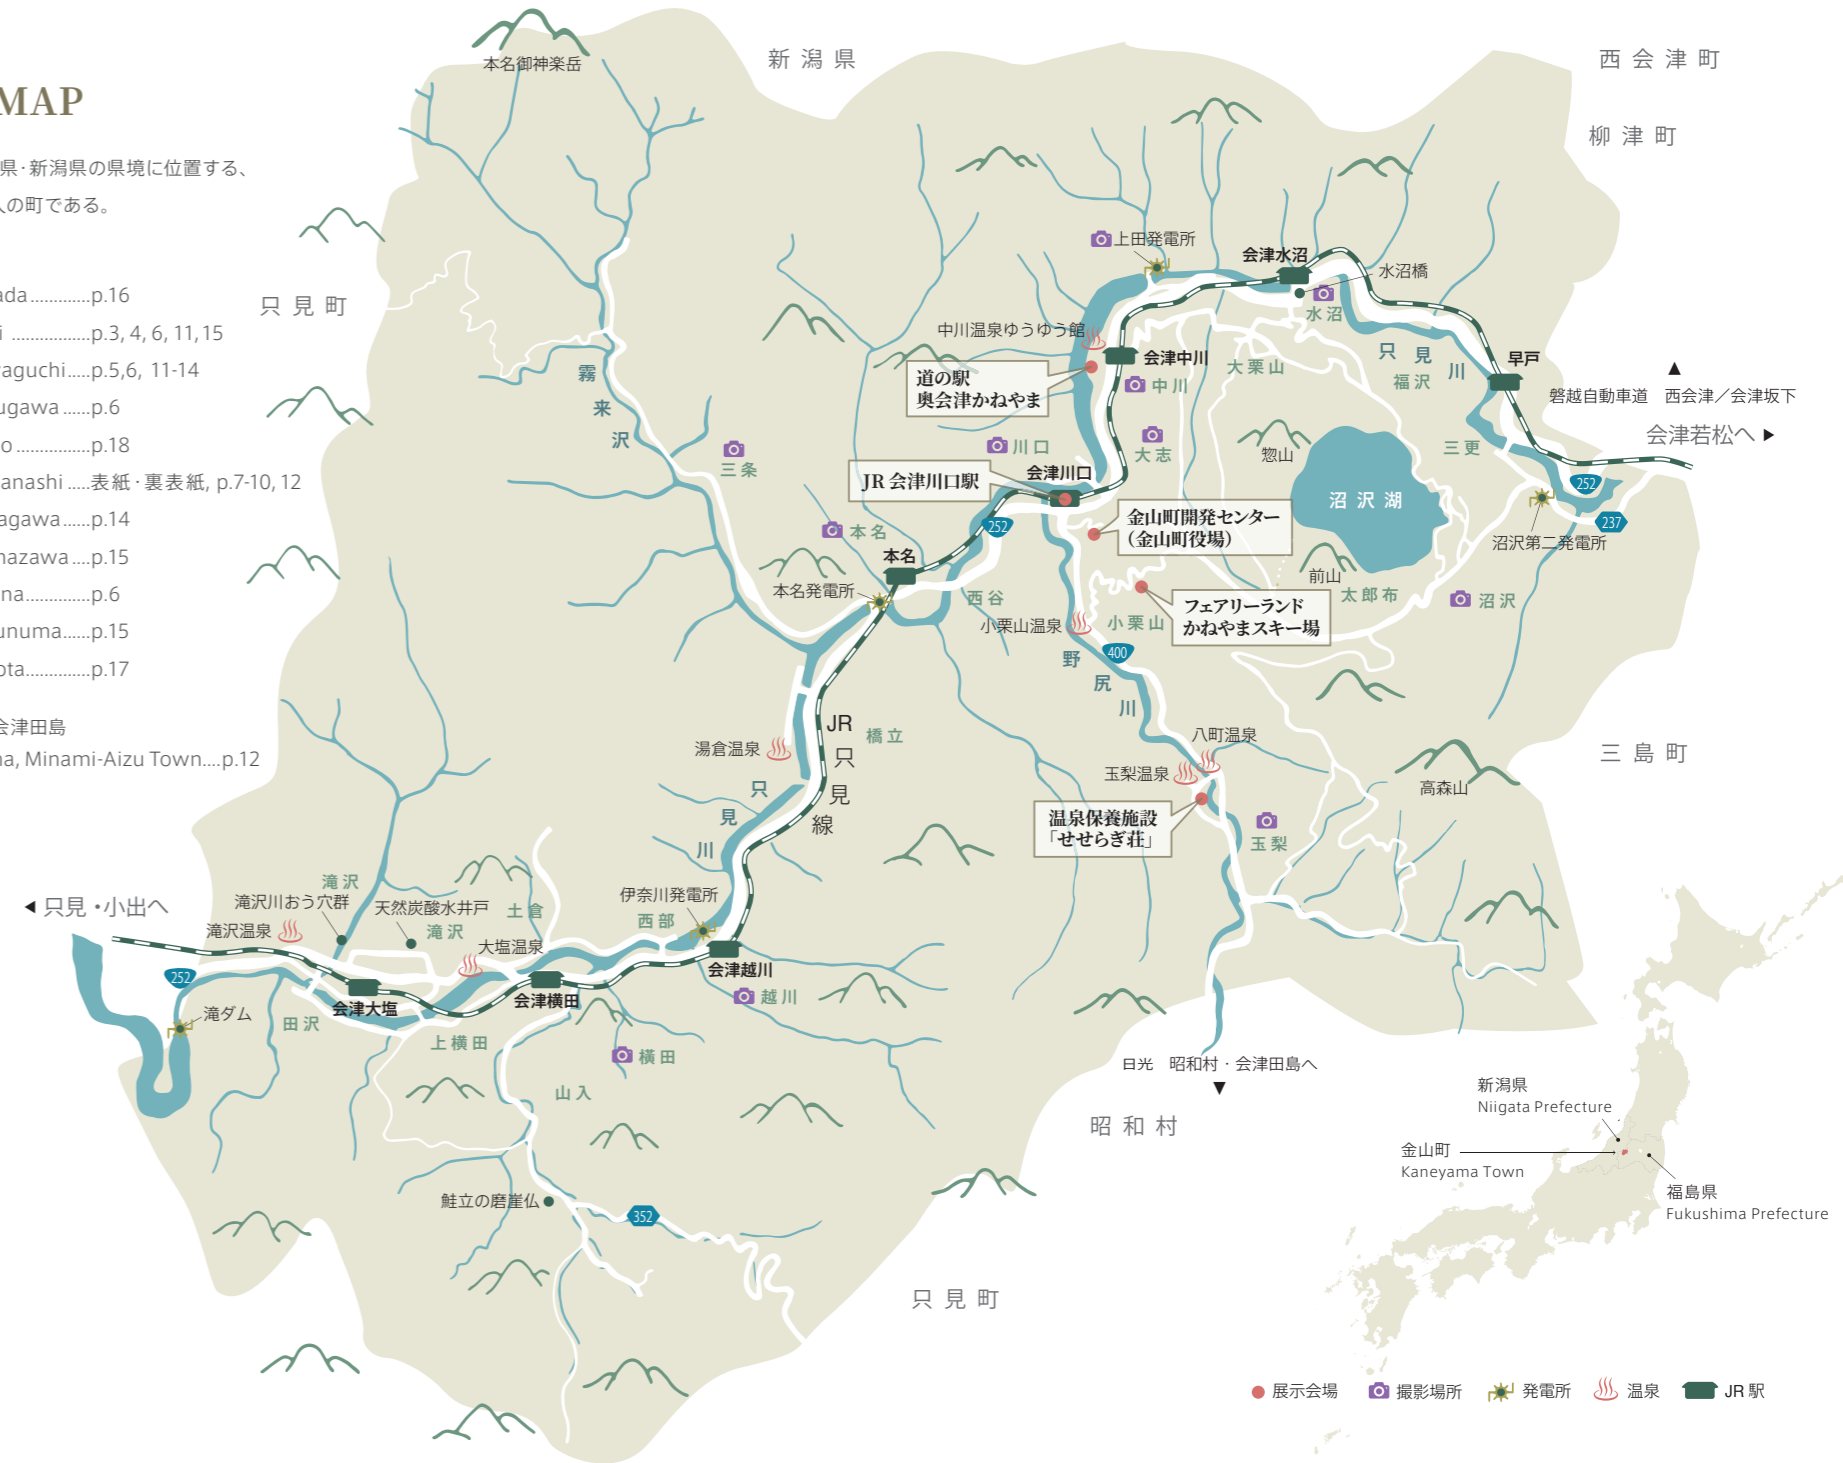 MAP
県・新潟県の県境に位置する、
人の町である。
ada............p.16
i.................p.3, 4, 6, 11, 15
aguchi.....p.5,6, 11-14
ugawa......p.6
o................p.18
anashi.....表紙・裏表紙, p.7-10, 12
agawa......p.14
mazawa....p.15
na.............p.6
unuma......p.15
ota..............p.17
会津田島
na, Minami-Aizu Town....p.12
新潟県
西会津町
柳津町
只見町
三島町
昭和村
只見町
本名御神楽岳
上田発電所
会津水沼
水沼橋
水沼
中川温泉ゆうゆう館
会津中川
中川
大栗山
只見川
福沢
早戸
磐越自動車道 西会津/会津坂下
会津若松へ
道の駅
奥会津かねやま
霧来沢
三条
川口
大志
惣山
三更
JR 会津川口駅
会津川口
沼沢湖
252
237
沼沢第二発電所
金山町開発センター
(金山町役場)
252
本名
本名
本名発電所
西谷
前山
太郎布
沼沢
フェアリーランド
かねやまスキー場
小栗山温泉
小栗山
400
野尻川
JR只見線
橋立
湯倉温泉
八町温泉
玉梨温泉
高森山
只見川
温泉保養施設
「せせらぎ荘」
玉梨
只見・小出へ
滝沢
滝沢川おう穴群
天然炭酸水井戸
滝沢
土倉
伊奈川発電所
西部
滝沢温泉
大塩温泉
252
会津大塩
会津横田
会津越川
越川
滝ダム
田沢
上横田
横田
山入
日光 昭和村・会津田島へ
鮭立の磨崖仏
352
新潟県
Niigata Prefecture
金山町
Kaneyama Town
福島県
Fukushima Prefecture
展示会場 撮影場所 発電所 温泉 JR 駅